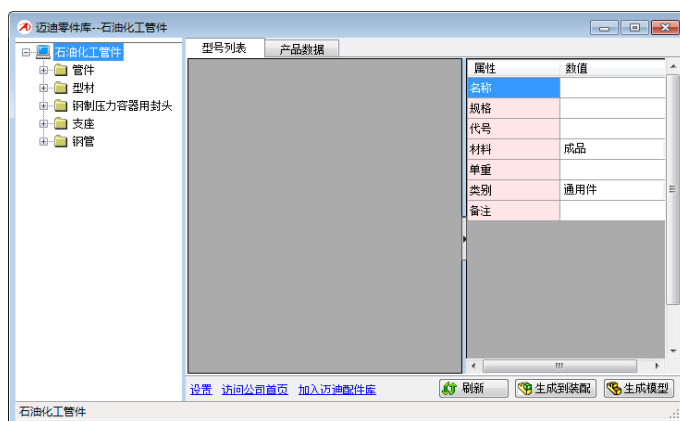 迈迪零件库--石油化工管件
石油化工管件
管件
型材
钢制压力容器用封头
支座
钢管
型号列表
产品数据
属性 数值
名称
规格
代号
材料 成品
单重
类别 通用件
备注
设置 访问公司首页 加入迈迪配件库
刷新 生成到装配 生成模型
石油化工管件